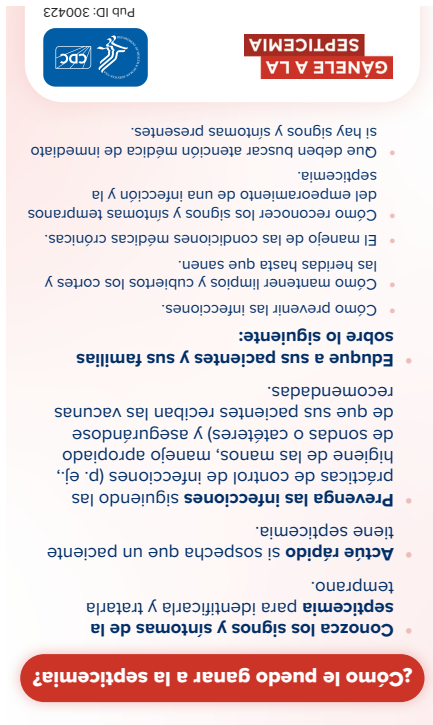 ¿Cómo le puedo ganar a la septicemia?
• Conozca los signos y síntomas de la
septicemia para identificarla y tratarla
temprano.
• Actúe rápido si sospecha que un paciente
tiene septicemia.
• Prevenga las infecciones siguiendo las
prácticas de control de infecciones (p. ej.,
higiene de las manos, manejo apropiado
de sondas o catéteres) y asegurándose
de que sus pacientes reciban las vacunas
recomendadas.
• Eduque a sus pacientes y sus familias
sobre lo siguiente:
• Cómo prevenir las infecciones.
• Cómo mantener limpios y cubiertos los cortes y
las heridas hasta que sanen.
• El manejo de las condiciones médicas crónicas.
• Cómo reconocer los signos y síntomas tempranos
del empeoramiento de una infección y la
septicemia.
• Que deben buscar atención médica de inmediato
si hay signos y síntomas presentes.
GÁNELE A LA
SEPTICEMIA
CDC
Pub ID: 300423